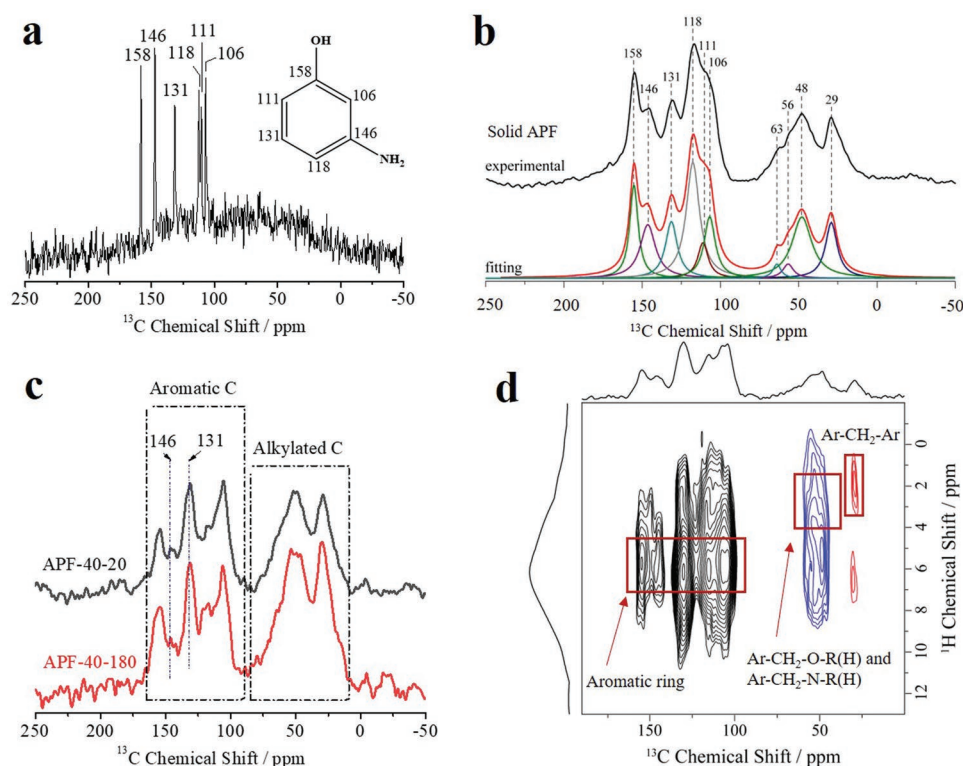 a
146
111
158
118
106
131
OH
158
111
106
131
146
118
NH₂
250 200 150 100 50 0 -50
¹³C Chemical Shift / ppm
b
118
158
111
106
146
131
48
29
56
63
Solid APF
experimental
fitting
250 200 150 100 50 0 -50
¹³C Chemical Shift / ppm
c
Aromatic C
146
131
Alkylated C
APF-40-20
APF-40-180
250 200 150 100 50 0 -50
¹³C Chemical Shift / ppm
d
Ar-CH₂-Ar
0
2
4
6
8
10
12
¹H Chemical Shift / ppm
Aromatic ring
Ar-CH₂-O-R(H) and
Ar-CH₂-N-R(H)
150 100 50
¹³C Chemical Shift / ppm